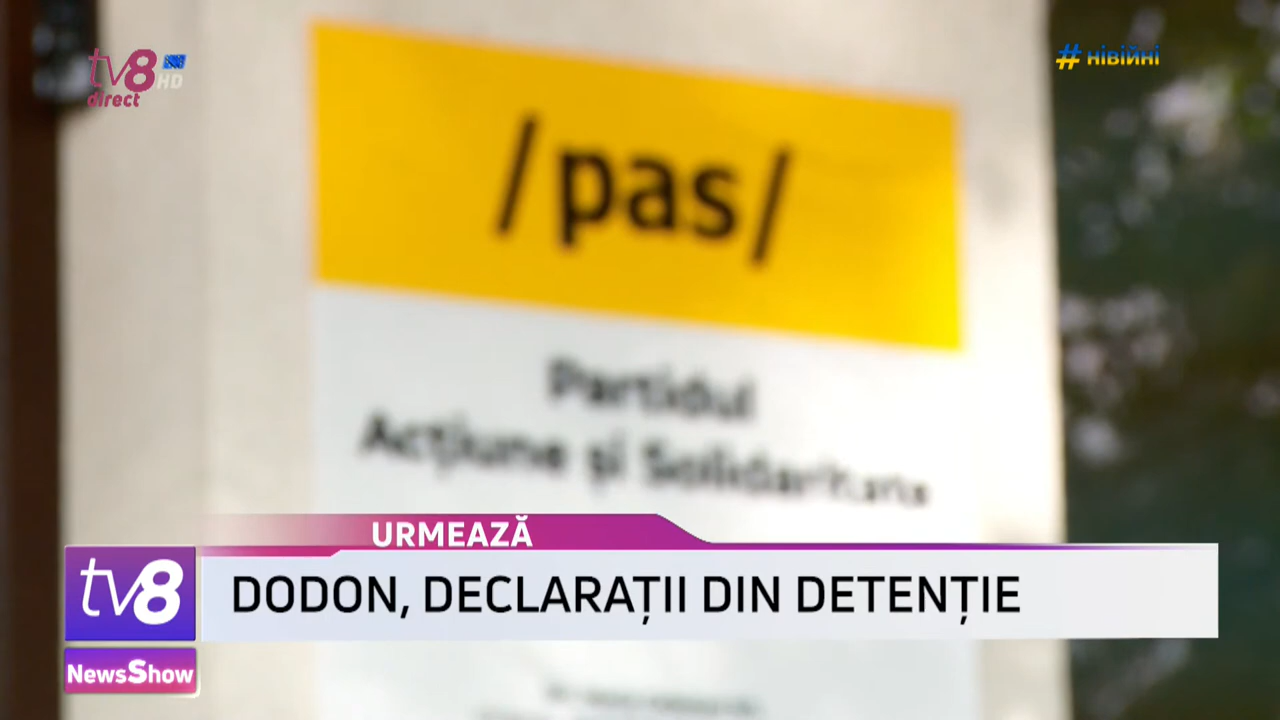 tv8
HD
direct
#нівійні
/pas/
Partidul
Acțiune și Solidaritate
URMEAZĂ
DODON, DECLARAȚII DIN DETENȚIE
tv8
NewsShow